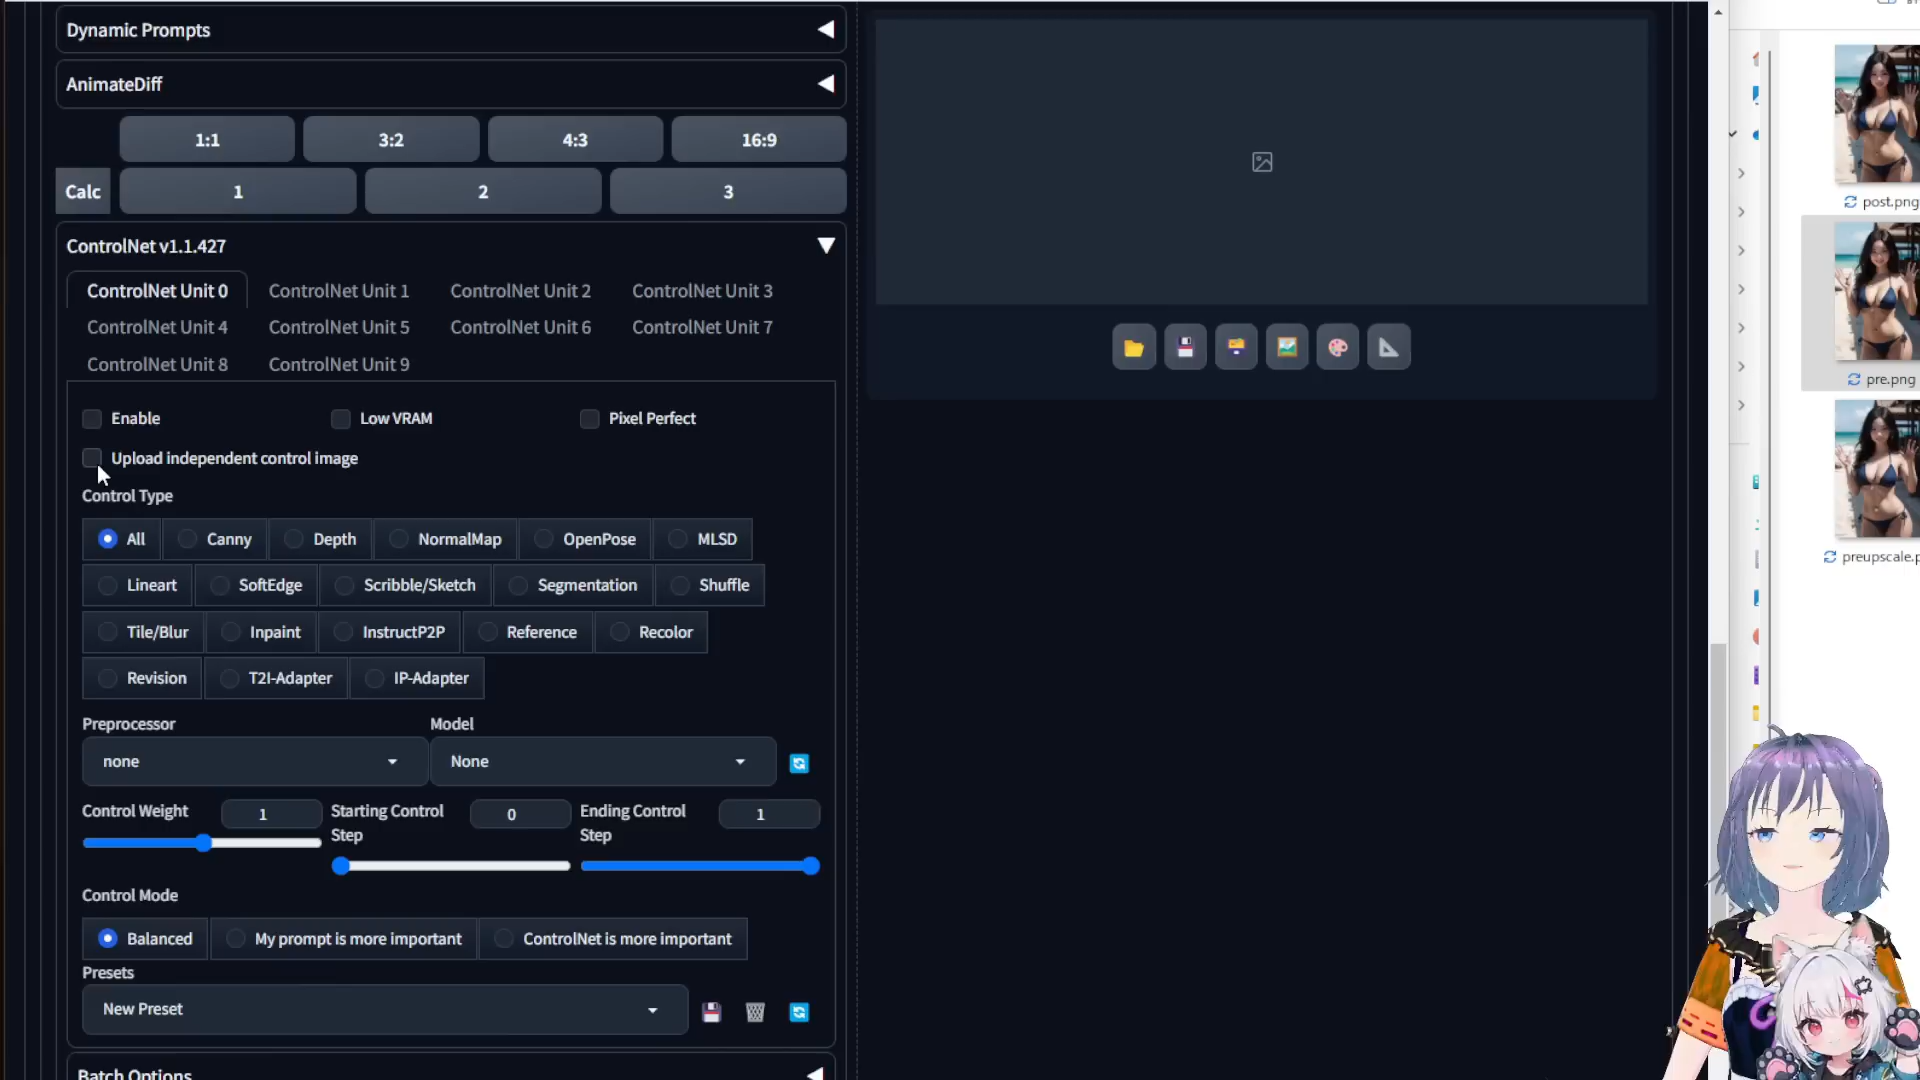 Dynamic Prompts
AnimateDiff
1:1 3:2 4:3 16:9
Calc 1 2 3
ControlNet v1.1.427
ControlNet Unit 0 ControlNet Unit 1 ControlNet Unit 2 ControlNet Unit 3
ControlNet Unit 4 ControlNet Unit 5 ControlNet Unit 6 ControlNet Unit 7
ControlNet Unit 8 ControlNet Unit 9
Enable Low VRAM Pixel Perfect
Upload independent control image
Control Type
All Canny Depth NormalMap OpenPose MLSD
Lineart SoftEdge Scribble/Sketch Segmentation Shuffle
Tile/Blur Inpaint InstructP2P Reference Recolor
Revision T2I-Adapter IP-Adapter
Preprocessor Model
none None
Control Weight 1 Starting Control Step 0 Ending Control Step 1
Control Mode
Balanced My prompt is more important ControlNet is more important
Presets
New Preset
Batch Options
post.png
pre.png
preupscale.p